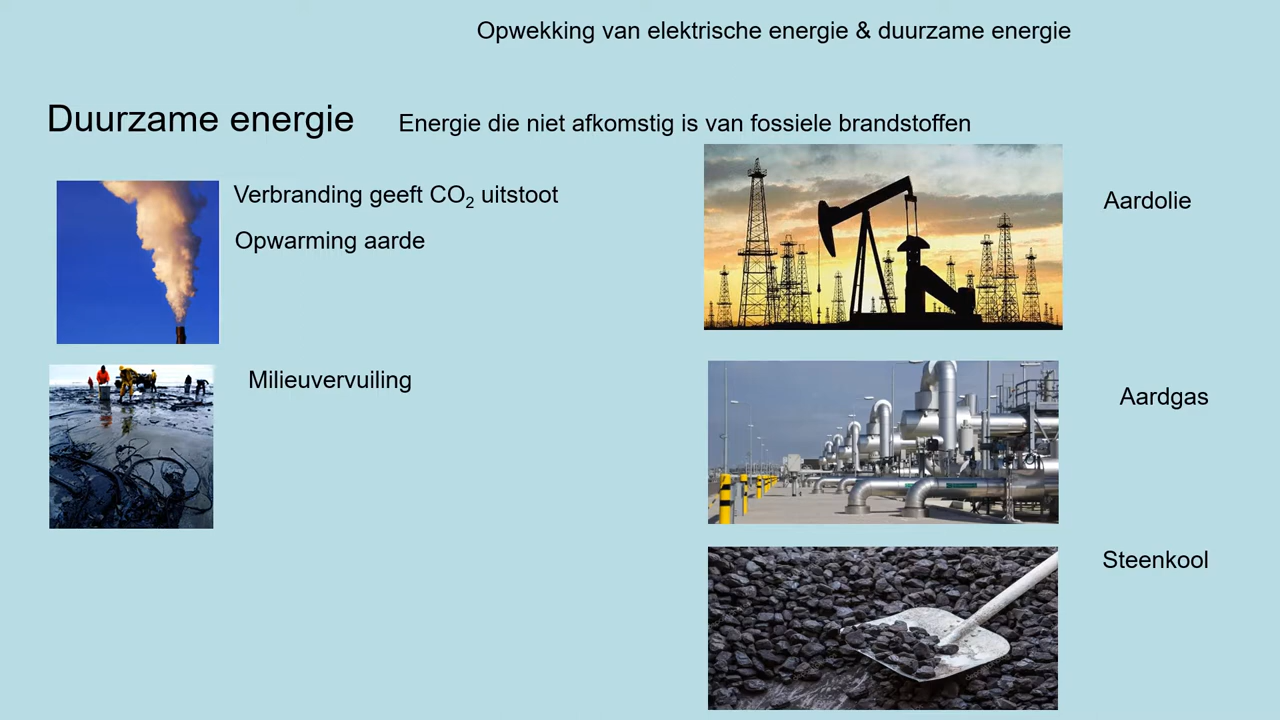 Opwekking van elektrische energie & duurzame energie
Duurzame energie
Energie die niet afkomstig is van fossiele brandstoffen
Verbranding geeft CO₂ uitstoot
Opwarming aarde
Milieuvervuiling
Aardolie
Aardgas
Steenkool